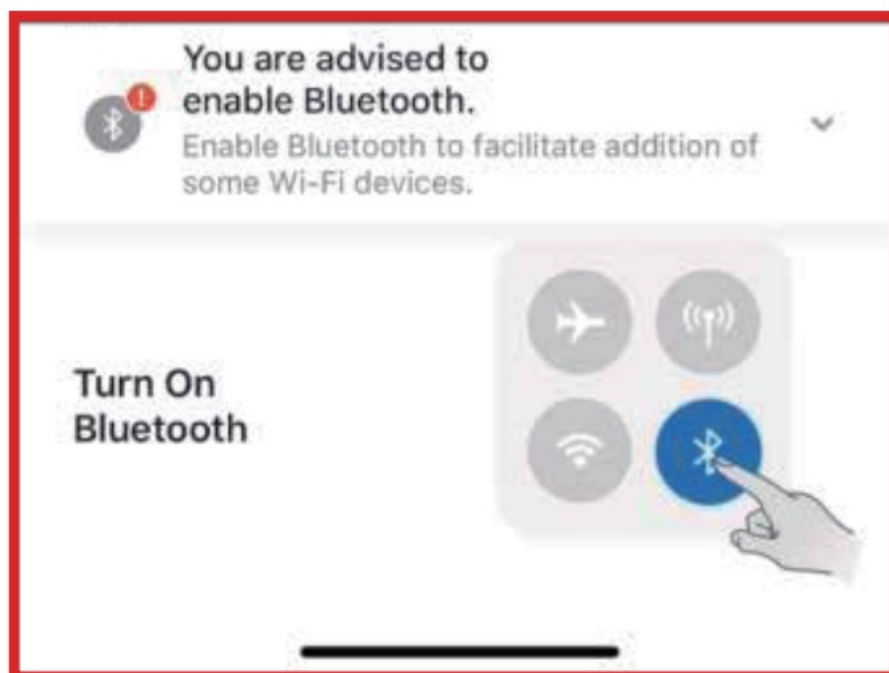 You are advised to
enable Bluetooth.
Enable Bluetooth to facilitate addition of
some Wi-Fi devices.
Turn On
Bluetooth